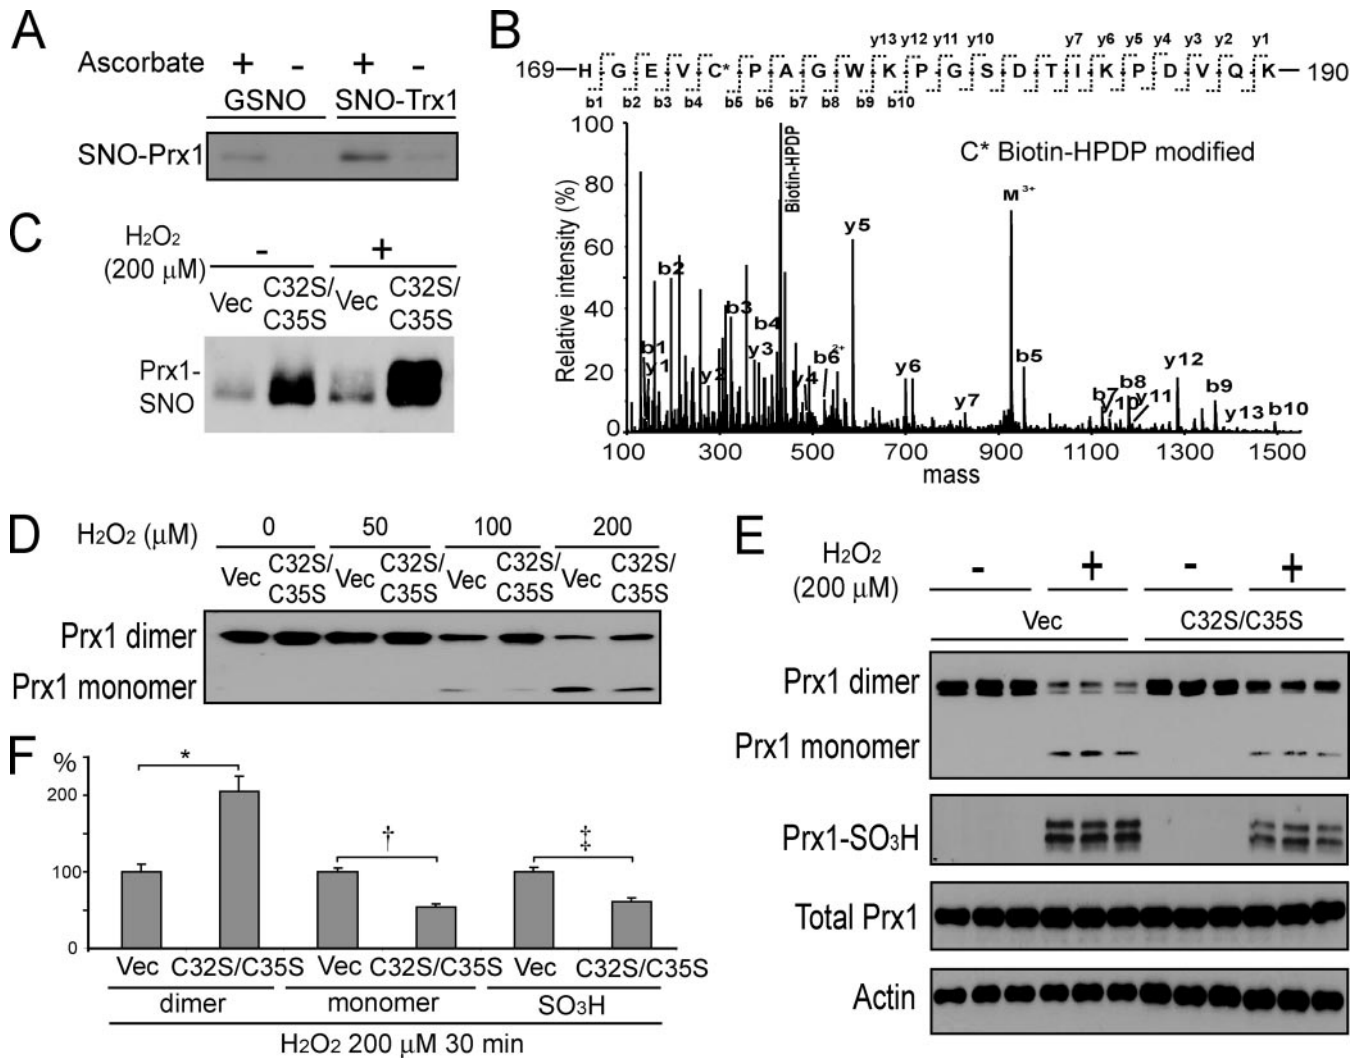 A
Ascorbate + - + -
GSNO SNO-Trx1
SNO-Prx1
B
y13 y12 y11 y10 y7 y6 y5 y4 y3 y2 y1
169 H G E V C* P A G W K P G S D T I K P D V Q K 190
b1 b2 b3 b4 b5 b6 b7 b8 b9 b10
C* Biotin-HPDP modified
Relative intensity (%)
100
80
60
40
20
0
Biotin-HPDP
M 3+
y5
b2
b3
b1
b4
y1
y3
b6 2+
y2
y4
y6
b5
y12
y7
b7
b8
y11
b9
y13
b10
100 300 500 700 900 1100 1300 1500
mass
C
H2O2
(200 μM)
- +
Vec C32S/C35S Vec C32S/C35S
Prx1-
SNO
D
H2O2 (μM) 0 50 100 200
Vec C32S/C35S Vec C32S/C35S Vec C32S/C35S Vec C32S/C35S
Prx1 dimer
Prx1 monomer
E
H2O2
(200 μM)
- + - +
Vec C32S/C35S
Prx1 dimer
Prx1 monomer
Prx1-SO3H
Total Prx1
Actin
F
%
200
100
0
* † ‡
Vec C32S/C35S Vec C32S/C35S Vec C32S/C35S
dimer monomer SO3H
H2O2 200 μM 30 min